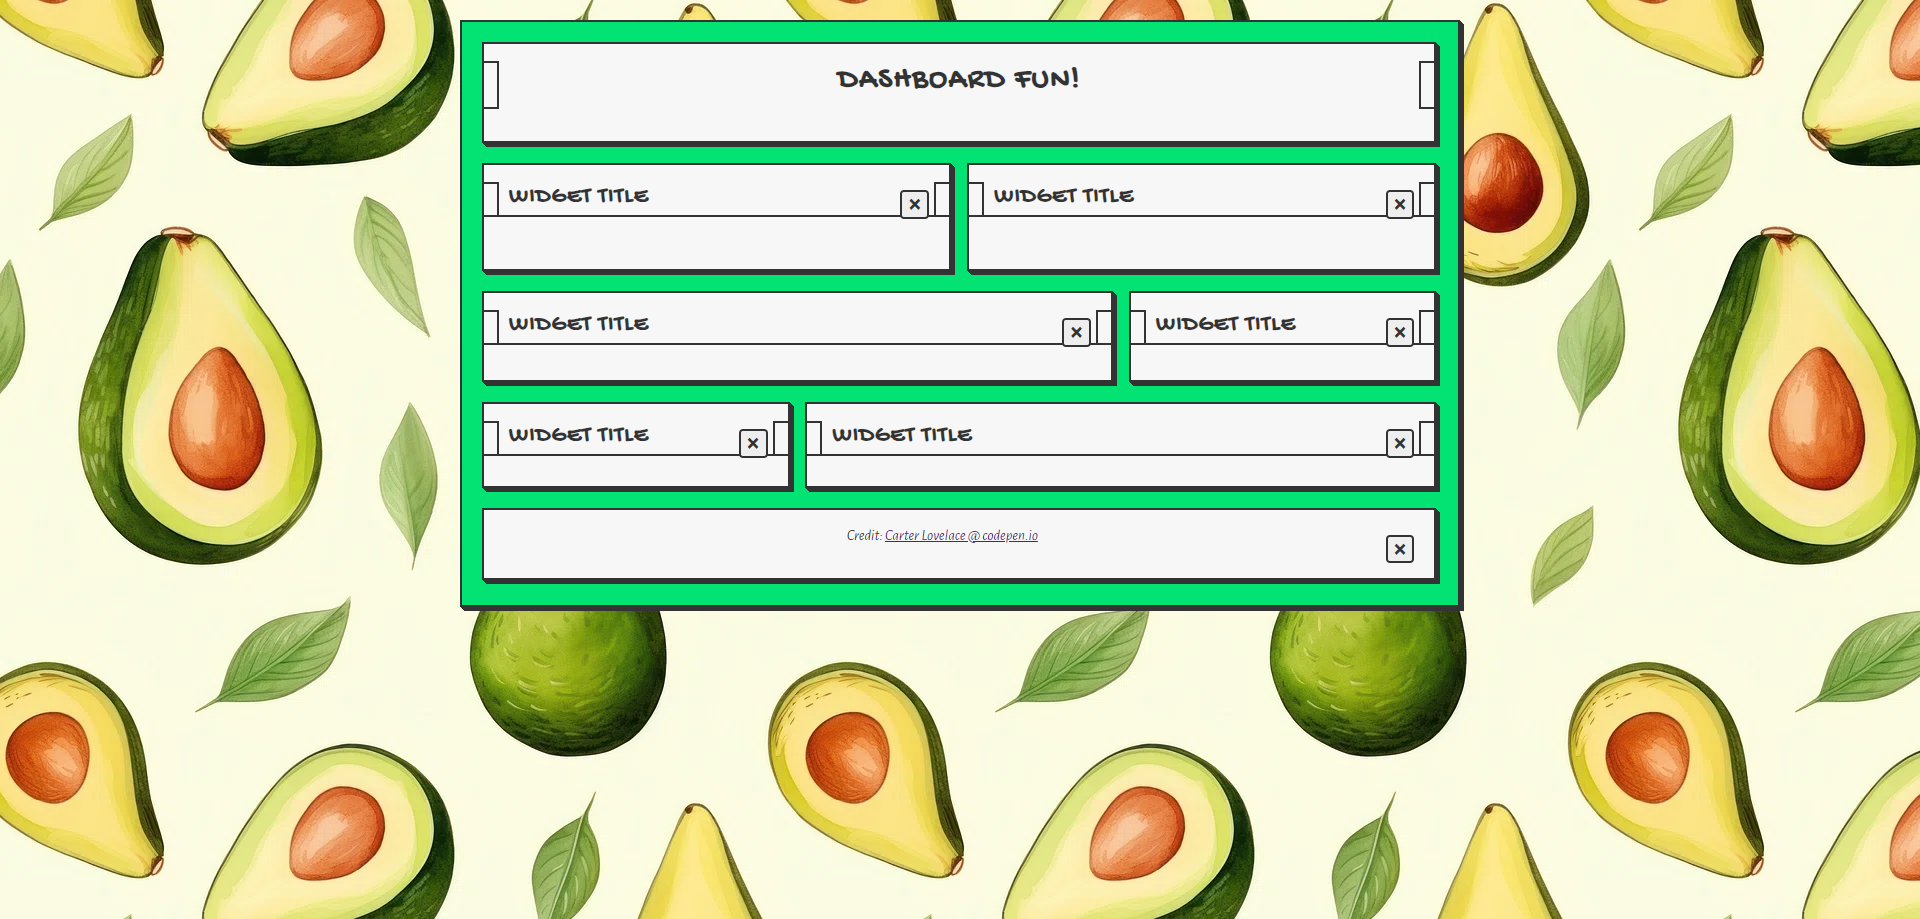 DASHBOARD FUN!
WIDGET TITLE
×
WIDGET TITLE
×
WIDGET TITLE
×
WIDGET TITLE
×
WIDGET TITLE
×
WIDGET TITLE
×
Credit: Carter Lovelace @ codepen.io
×